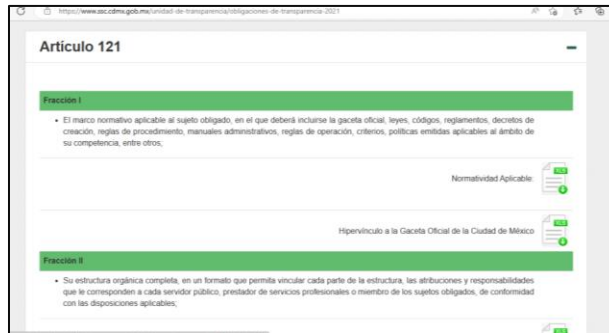 https://www.ssc.cdmx.gob.mx/unidad-de-transparencia/obligaciones-de-transparencia-2021
Artículo 121
Fracción I
• El marco normativo aplicable al sujeto obligado, en el que deberá incluirse la gaceta oficial, leyes, códigos, reglamentos, decretos de
creación, reglas de procedimiento, manuales administrativos, reglas de operación, criterios, políticas emitidas aplicables al ámbito de
su competencia, entre otros;
Normatividad Aplicable:
XLS
Hipervínculo a la Gaceta Oficial de la Ciudad de México
XLS
Fracción II
• Su estructura orgánica completa, en un formato que permita vincular cada parte de la estructura, las atribuciones y responsabilidades
que le corresponden a cada servidor público, prestador de servicios profesionales o miembro de los sujetos obligados, de conformidad
con las disposiciones aplicables;
XLS